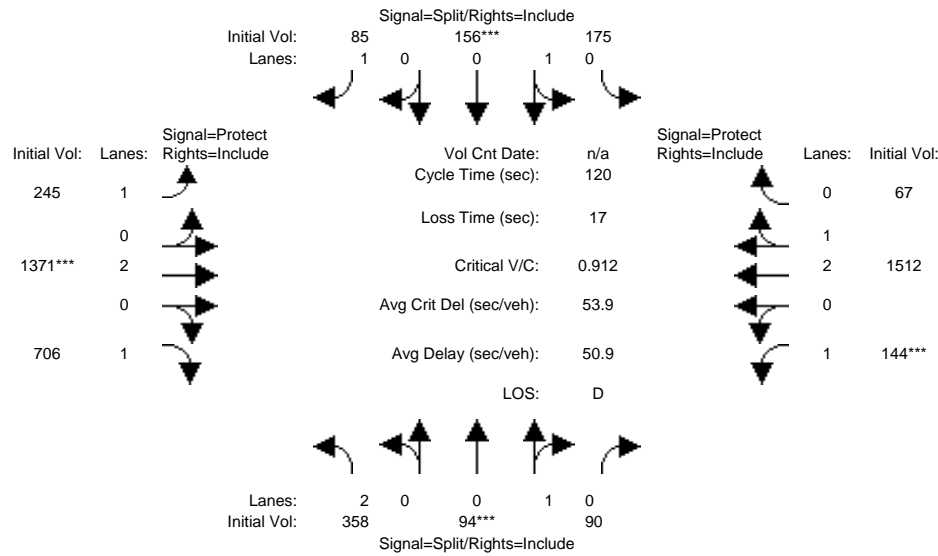 Signal=Split/Rights=Include
Initial Vol: 85 156*** 175
Lanes: 1 0 0 1 0
Signal=Protect Signal=Protect
Initial Vol: Lanes: Rights=Include Vol Cnt Date: n/a Rights=Include Lanes: Initial Vol:
Cycle Time (sec): 120
245 1 0 67
Loss Time (sec): 17
0 1
1371*** 2 Critical V/C: 0.912 2 1512
0 Avg Crit Del (sec/veh): 53.9 0
706 1 Avg Delay (sec/veh): 50.9 1 144***
LOS: D
Lanes: 2 0 0 1 0
Initial Vol: 358 94*** 90
Signal=Split/Rights=Include